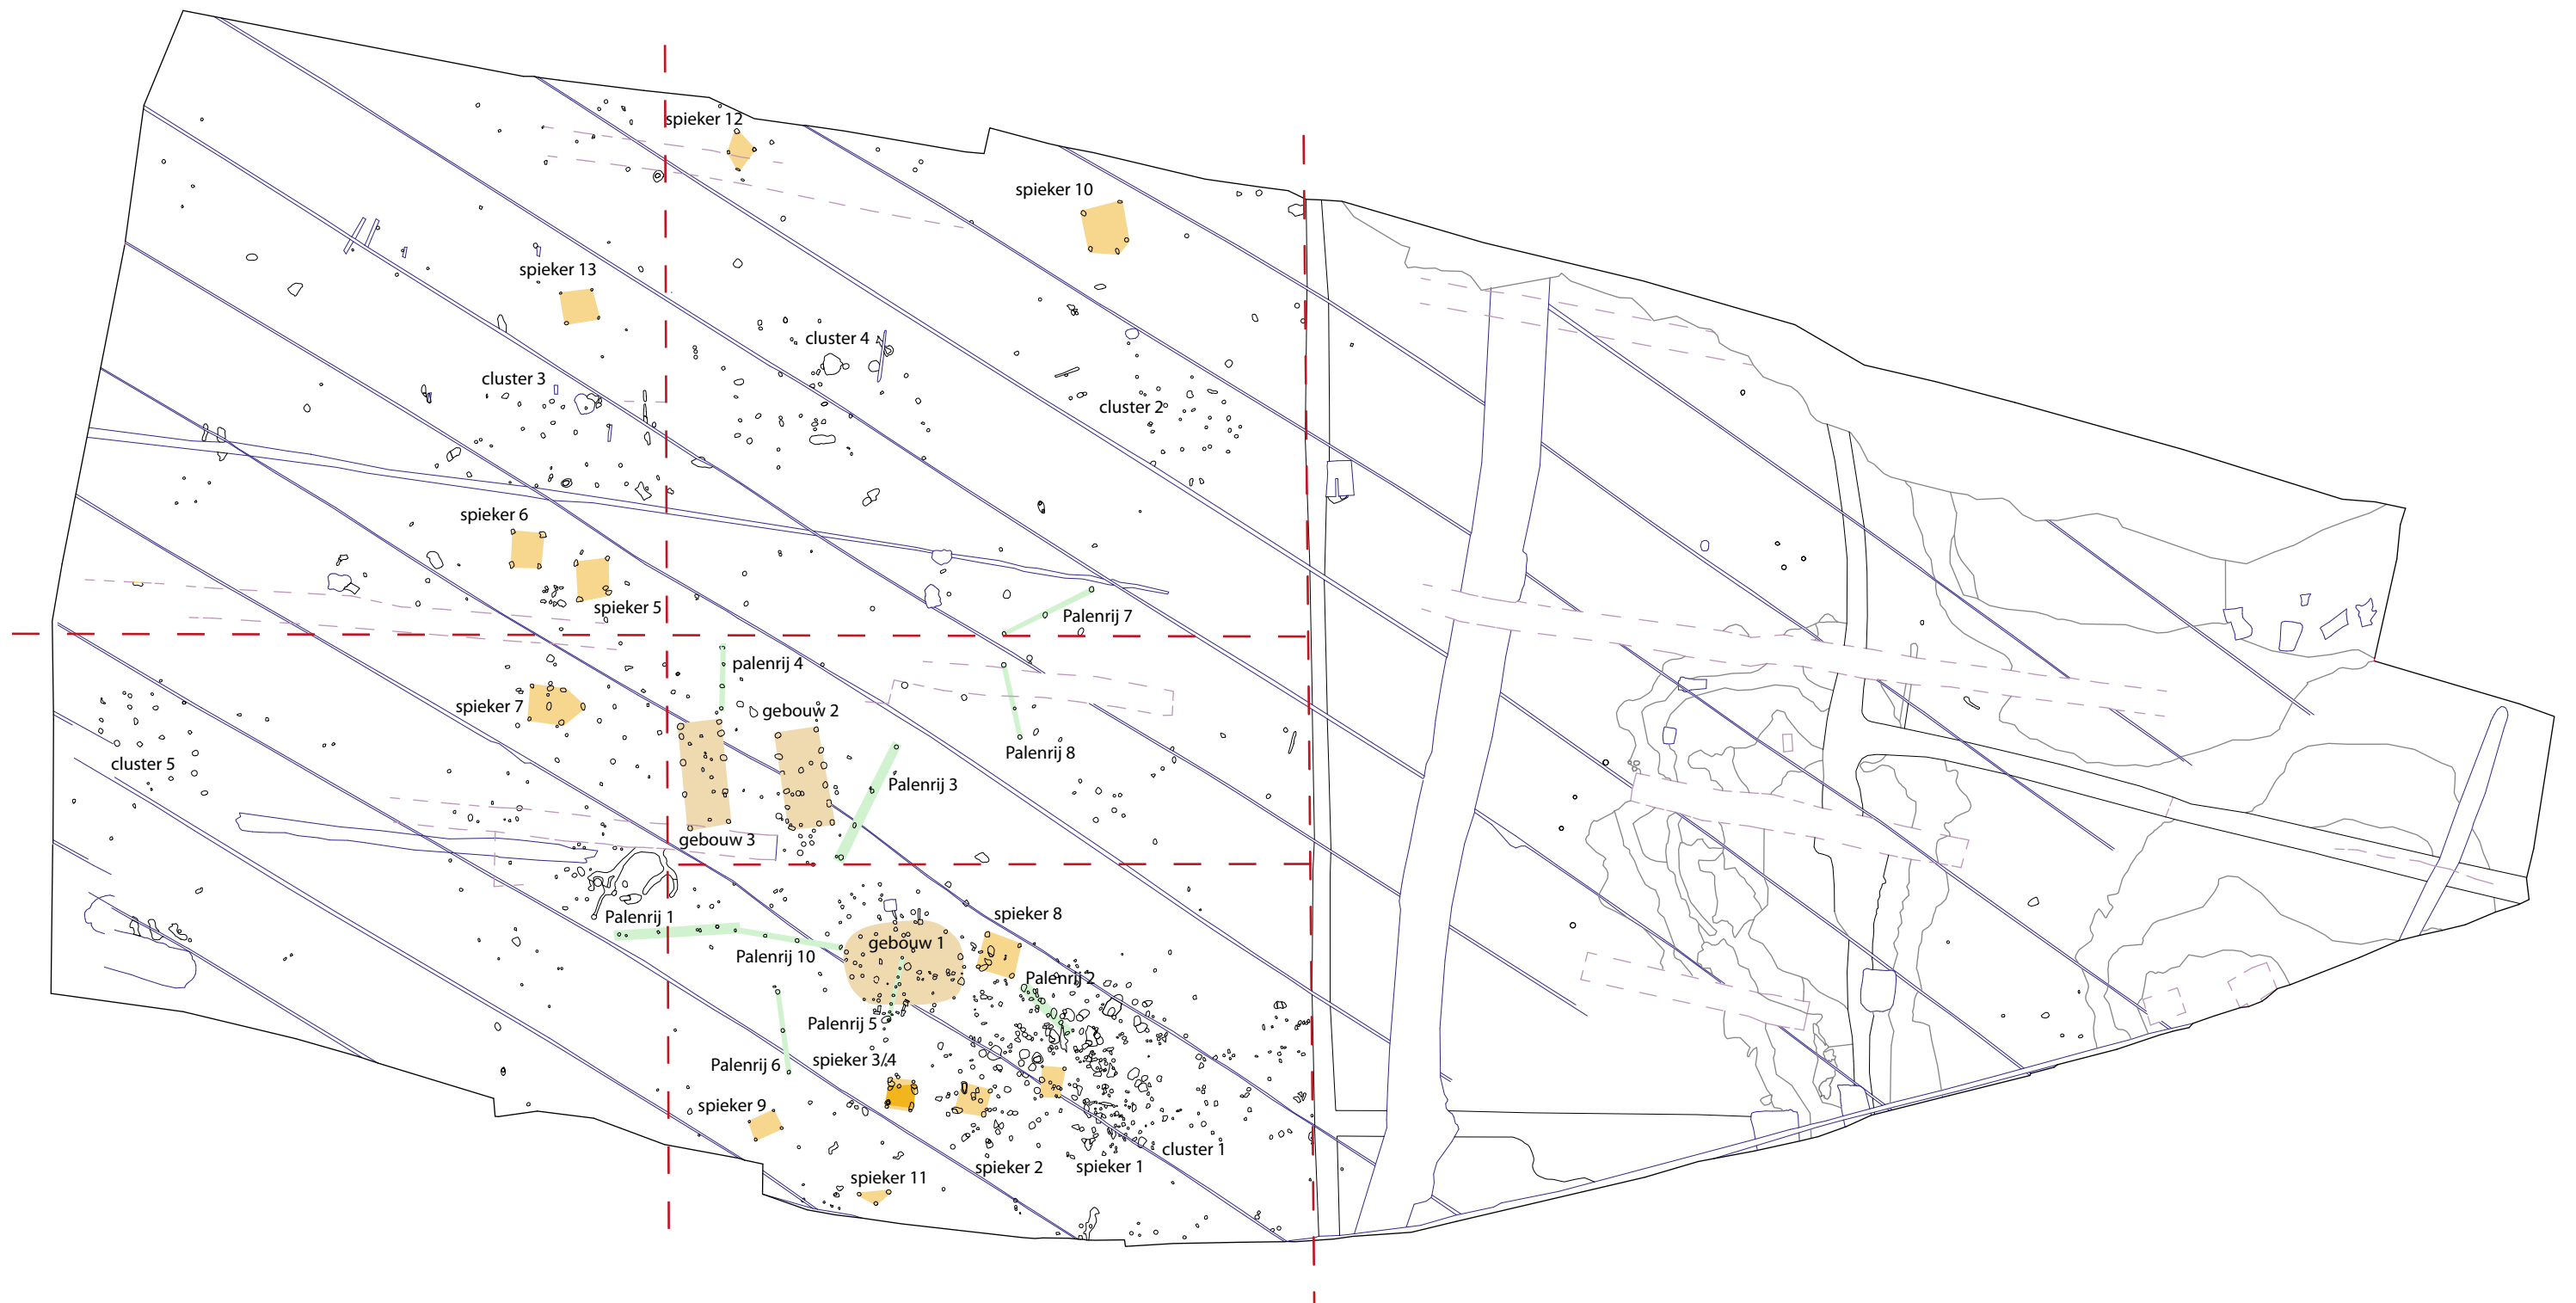 spieker 12
spieker 10
spieker 13
cluster 4
cluster 3
cluster 2
spieker 6
spieker 5
Palenrij 7
palenrij 4
spieker 7
gebouw 2
Palenrij 8
cluster 5
Palenrij 3
gebouw 3
Palenrij 1
spieker 8
gebouw 1
Palenrij 10
Palenrij 2
Palenrij 5
spieker 3/4
Palenrij 6
spieker 9
cluster 1
spieker 2
spieker 1
spieker 11